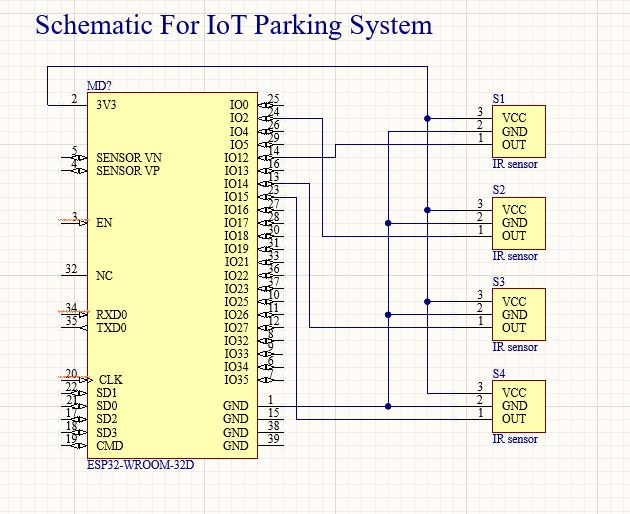 Schematic For IoT Parking System
MD?
2 3V3 IO0 25
IO2 24
IO4 26
IO5 29
5 SENSOR VN IO12 14
4 SENSOR VP IO13 16
IO14 13
IO15 23
IO16 27
3 EN IO17 28
IO18 30
IO19 31
IO21 33
32 NC IO22 36
IO23 37
IO25 10
34 RXD0 IO26 11
35 TXD0 IO27 12
IO32 8
IO33 9
IO34 6
20 CLK IO35 7
22 SD1
21 SD0 GND 1
17 SD2 GND 15
18 SD3 GND 38
19 CMD GND 39
ESP32-WROOM-32D
S1
3 VCC
2 GND
1 OUT
IR sensor
S2
3 VCC
2 GND
1 OUT
IR sensor
S3
3 VCC
2 GND
1 OUT
IR sensor
S4
3 VCC
2 GND
1 OUT
IR sensor